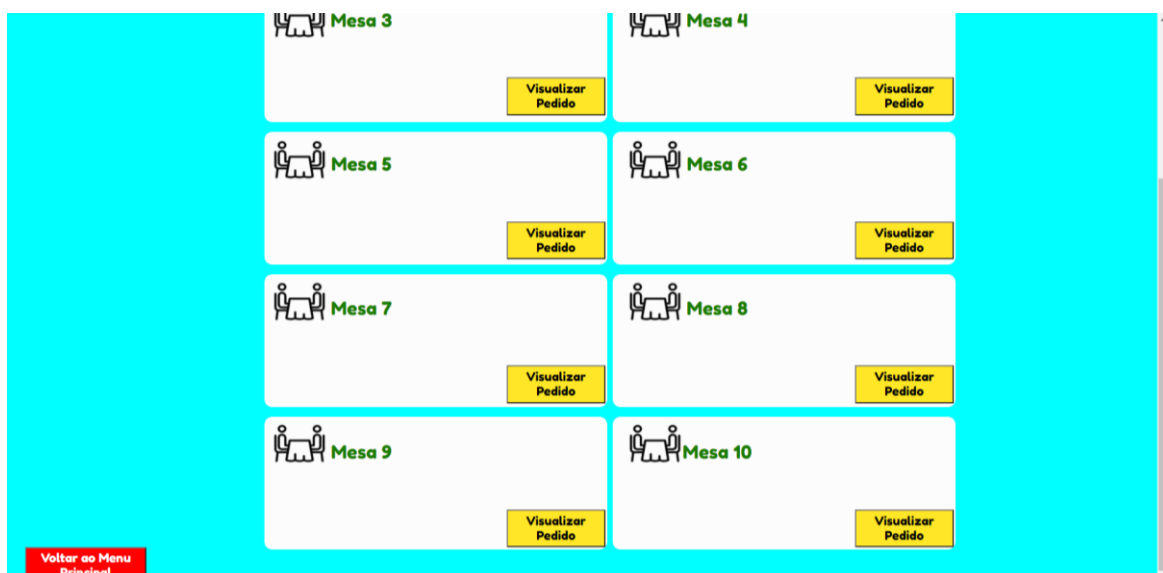 Mesa 3
Mesa 4
Visualizar
Pedido
Visualizar
Pedido
Mesa 5
Mesa 6
Visualizar
Pedido
Visualizar
Pedido
Mesa 7
Mesa 8
Visualizar
Pedido
Visualizar
Pedido
Mesa 9
Mesa 10
Visualizar
Pedido
Visualizar
Pedido
Voltar ao Menu
Principal